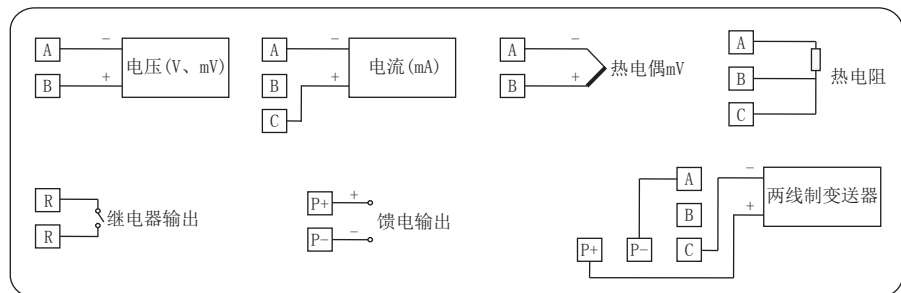 A － 电压(V、mV)
B ＋
A － 电流(mA)
B ＋
C
A － 热电偶mV
B ＋
A
B 热电阻
C
R 继电器输出
R
P+ ＋ 馈电输出
P− －
A － 两线制变送器
B ＋
P+ P− C